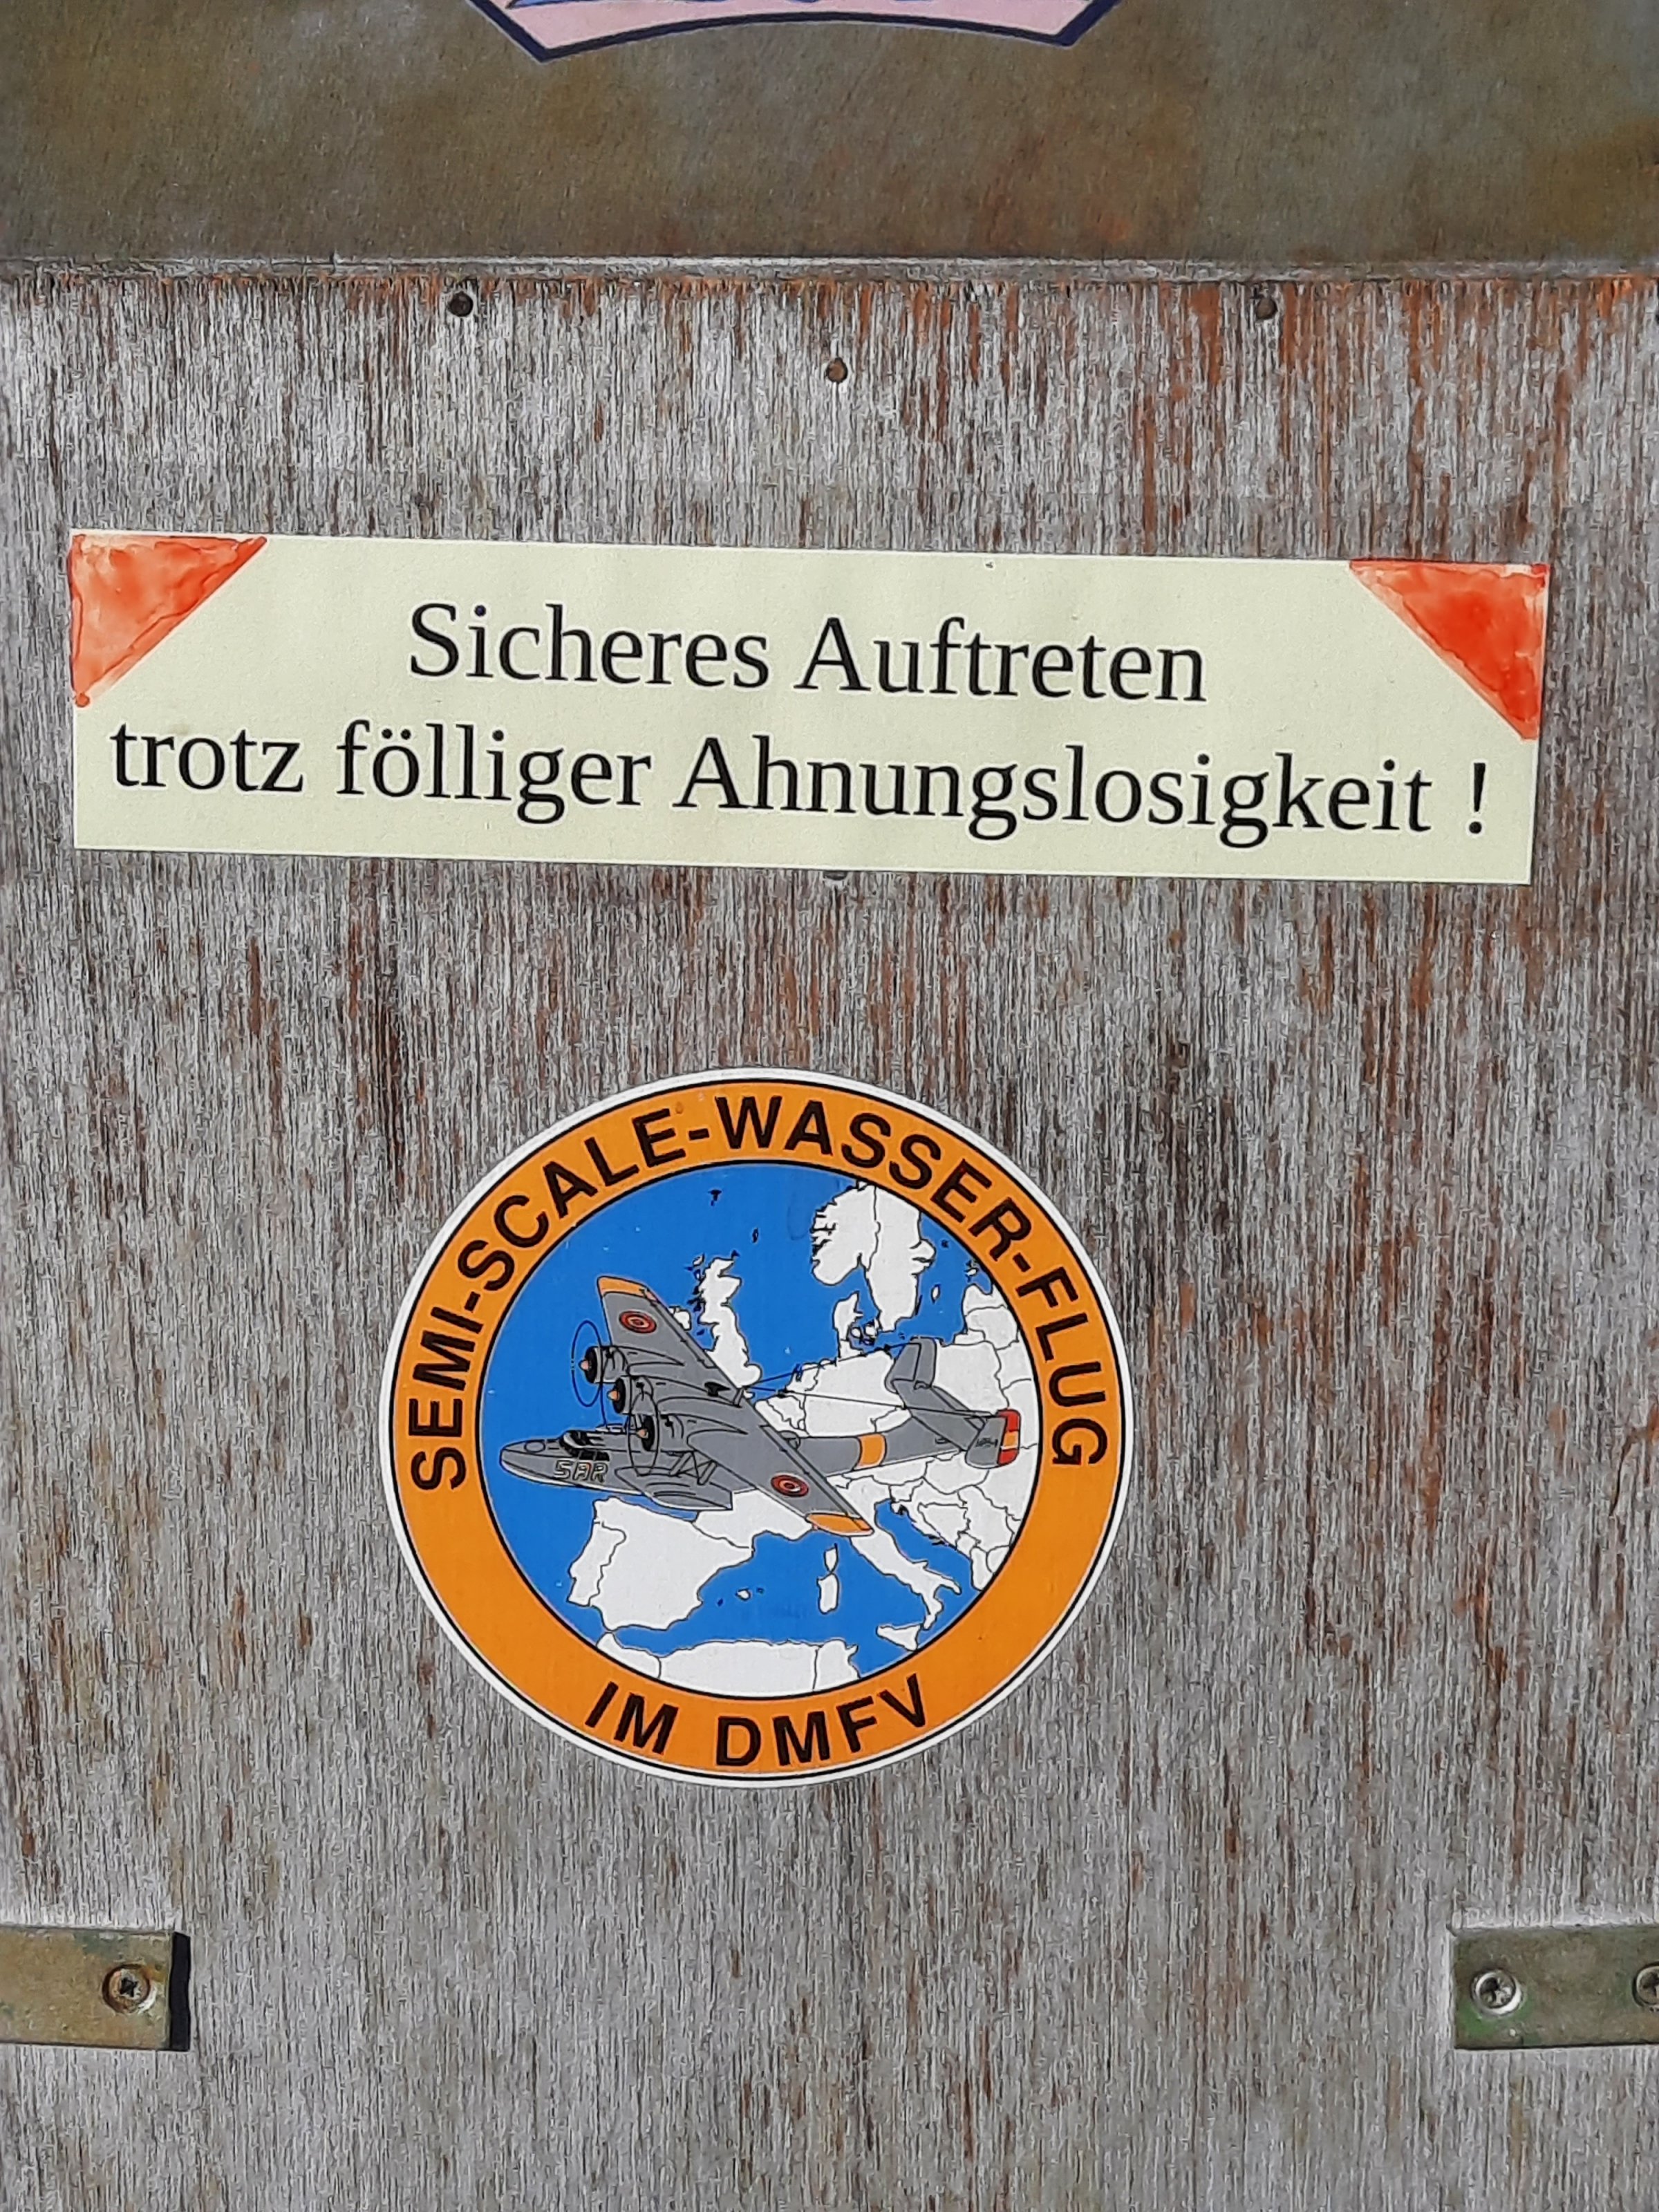 Sicheres Auftreten
trotz fölliger Ahnungslosigkeit !
SEMI-SCALE-WASSER-FLUG
SAR
IM DMFV